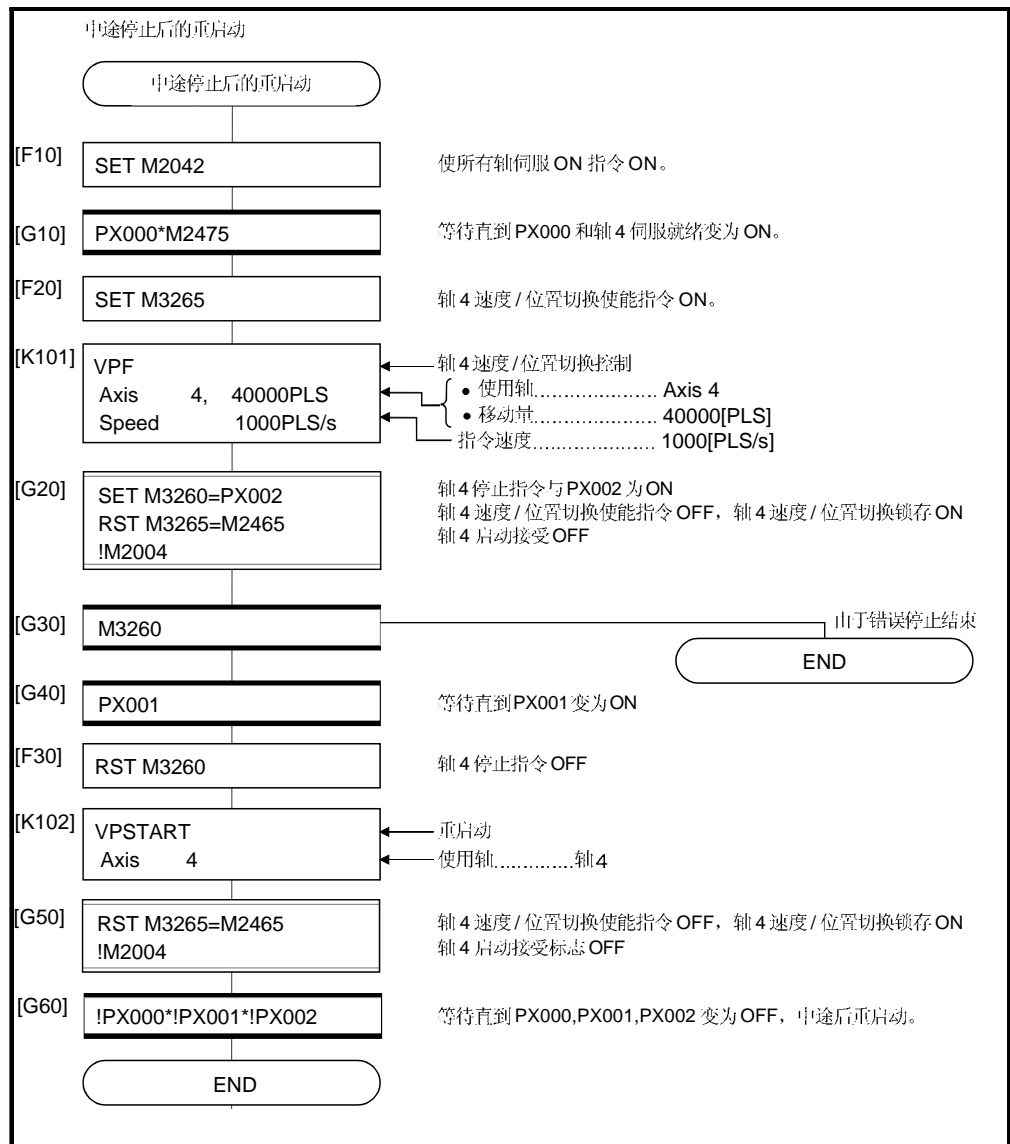 中途停止后的重启动
中途停止后的重启动
[F10] SET M2042 使所有轴伺服 ON 指令 ON。
[G10] PX000*M2475 等待直到 PX000 和轴 4 伺服就绪变为 ON。
[F20] SET M3265 轴 4 速度 / 位置切换使能指令 ON。
[K101] VPF 轴 4 速度 / 位置切换控制
Axis 4, 40000PLS ● 使用轴..................... Axis 4
● 移动量..................... 40000[PLS]
Speed 1000PLS/s 指令速度..................... 1000[PLS/s]
[G20] SET M3260=PX002 轴 4 停止指令与 PX002 为 ON
RST M3265=M2465 轴 4 速度 / 位置切换使能指令 OFF，轴 4 速度 / 位置切换锁存 ON
!M2004 轴 4 启动接受 OFF
[G30] M3260 由于错误停止结束
END
[G40] PX001 等待直到PX001变为ON
[F30] RST M3260 轴 4 停止指令 OFF
[K102] VPSTART 重启动
Axis 4 使用轴.............轴4
[G50] RST M3265=M2465 轴 4 速度 / 位置切换使能指令 OFF，轴 4 速度 / 位置切换锁存 ON
!M2004 轴 4 启动接受标志 OFF
[G60] !PX000*!PX001*!PX002 等待直到 PX000,PX001,PX002 变为 OFF，中途后重启动。
END